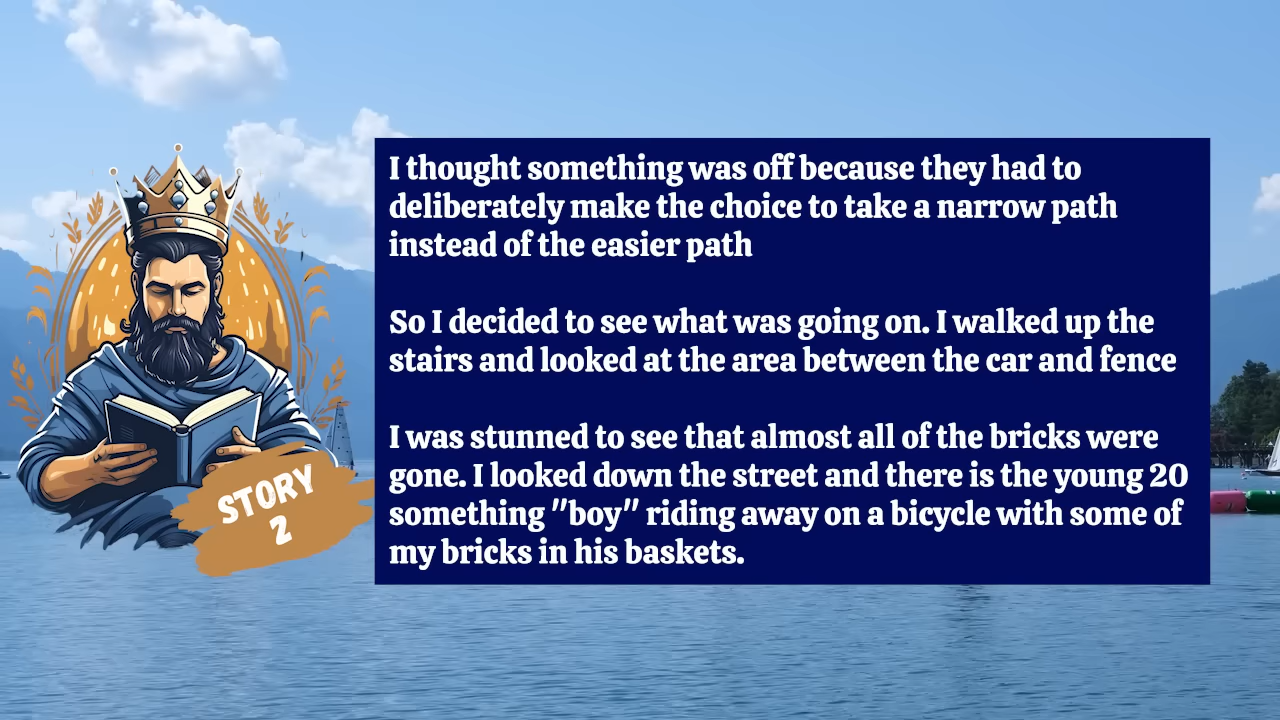 I thought something was off because they had to
deliberately make the choice to take a narrow path
instead of the easier path
So I decided to see what was going on. I walked up the
stairs and looked at the area between the car and fence
I was stunned to see that almost all of the bricks were
gone. I looked down the street and there is the young 20
something "boy" riding away on a bicycle with some of
my bricks in his baskets.
STORY
2